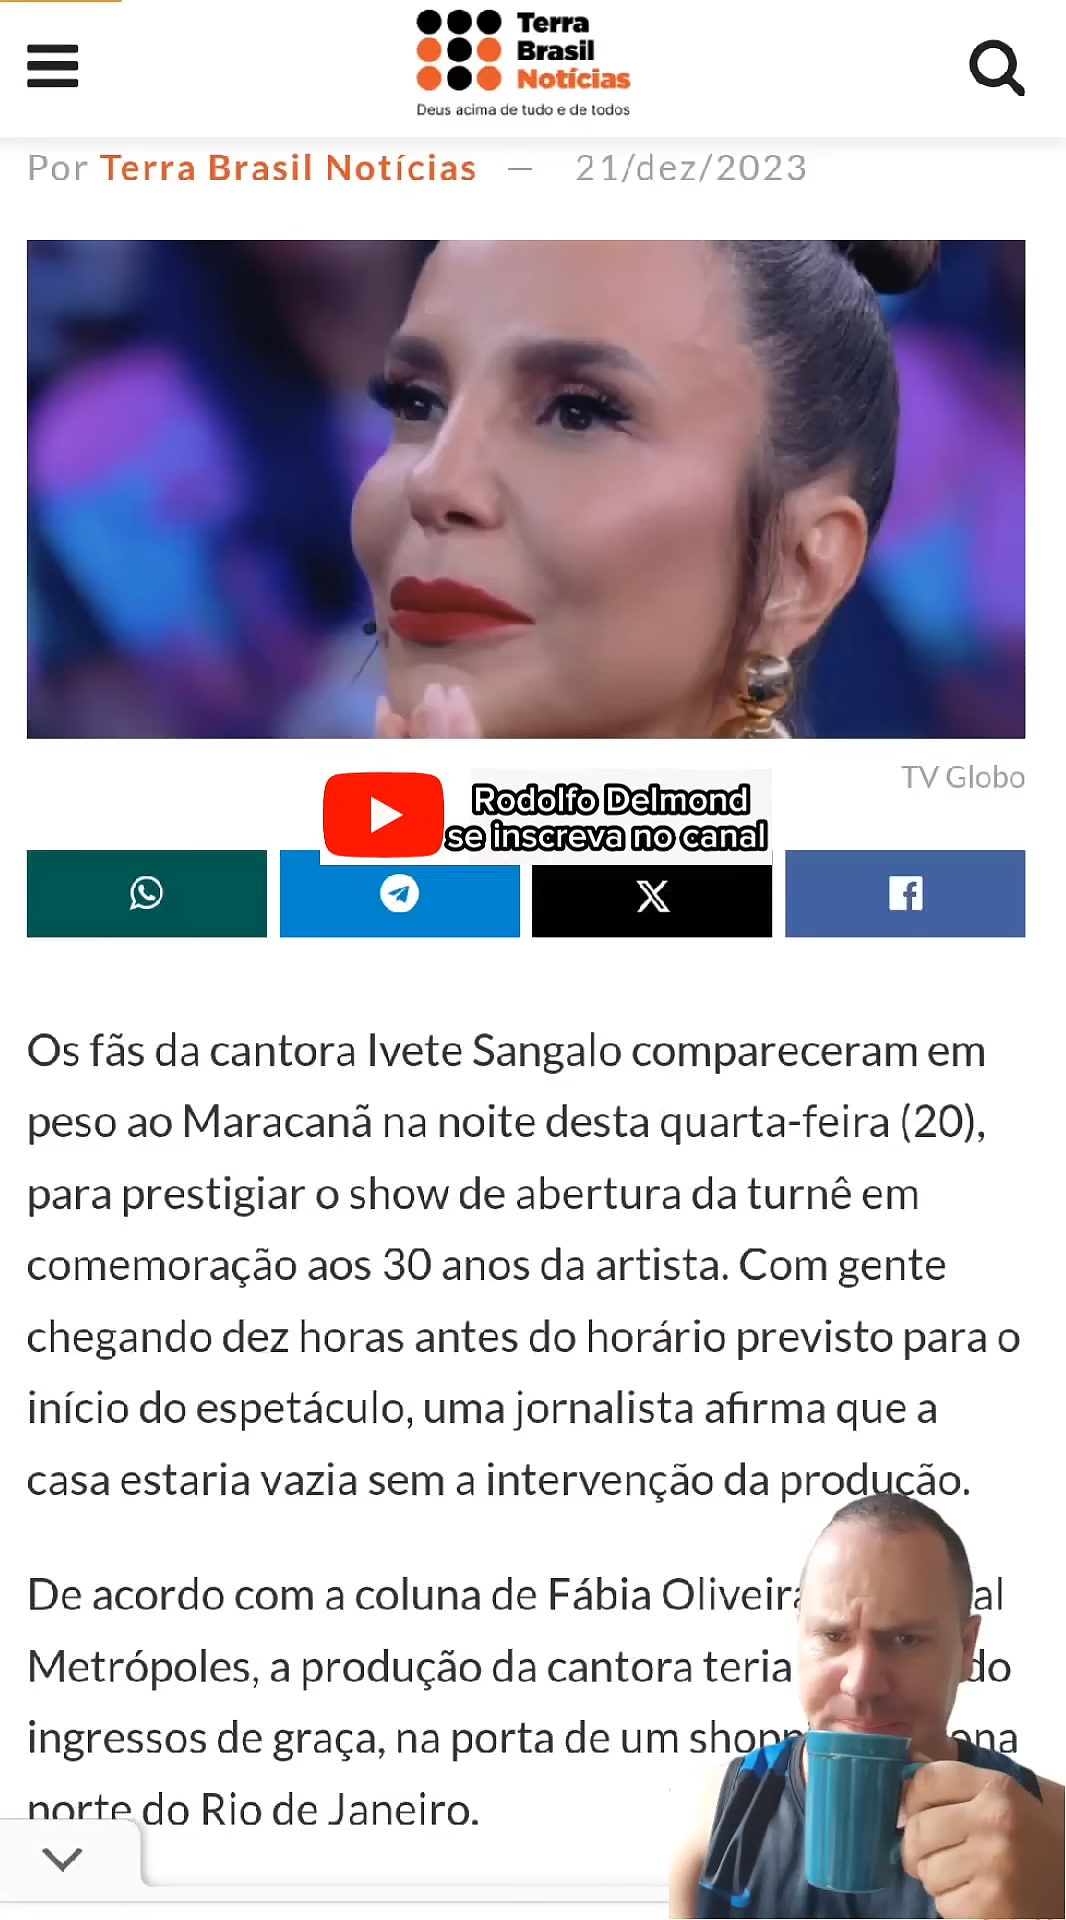 Terra
Brasil
Notícias
Deus acima de tudo e de todos
Por Terra Brasil Notícias — 21/dez/2023
TV Globo
Rodolfo Delmond
se inscreva no canal
Os fãs da cantora Ivete Sangalo compareceram em
peso ao Maracanã na noite desta quarta-feira (20),
para prestigiar o show de abertura da turnê em
comemoração aos 30 anos da artista. Com gente
chegando dez horas antes do horário previsto para o
início do espetáculo, uma jornalista afirma que a
casa estaria vazia sem a intervenção da produção.
De acordo com a coluna de Fábia Oliveira
Metrópoles, a produção da cantora teria
ingressos de graça, na porta de um
norte do Rio de Janeiro.